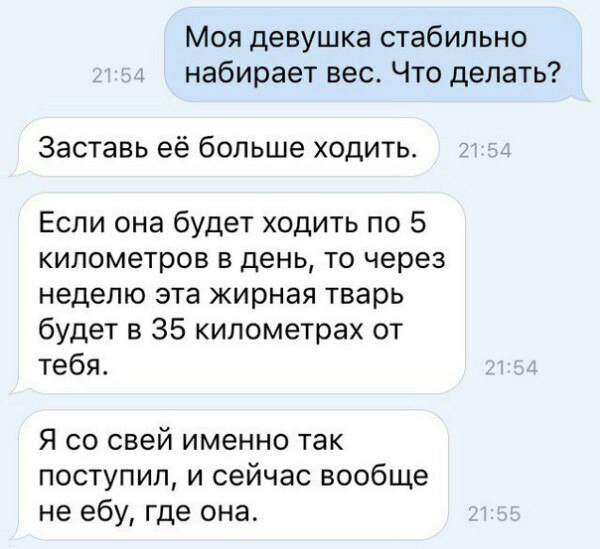 Моя девушка стабильно
21:54 набирает вес. Что делать?
Заставь её больше ходить. 21:54
Если она будет ходить по 5
километров в день, то через
неделю эта жирная тварь
будет в 35 километрах от
тебя. 21:54
Я со свей именно так
поступил, и сейчас вообще
не ебу, где она. 21:55